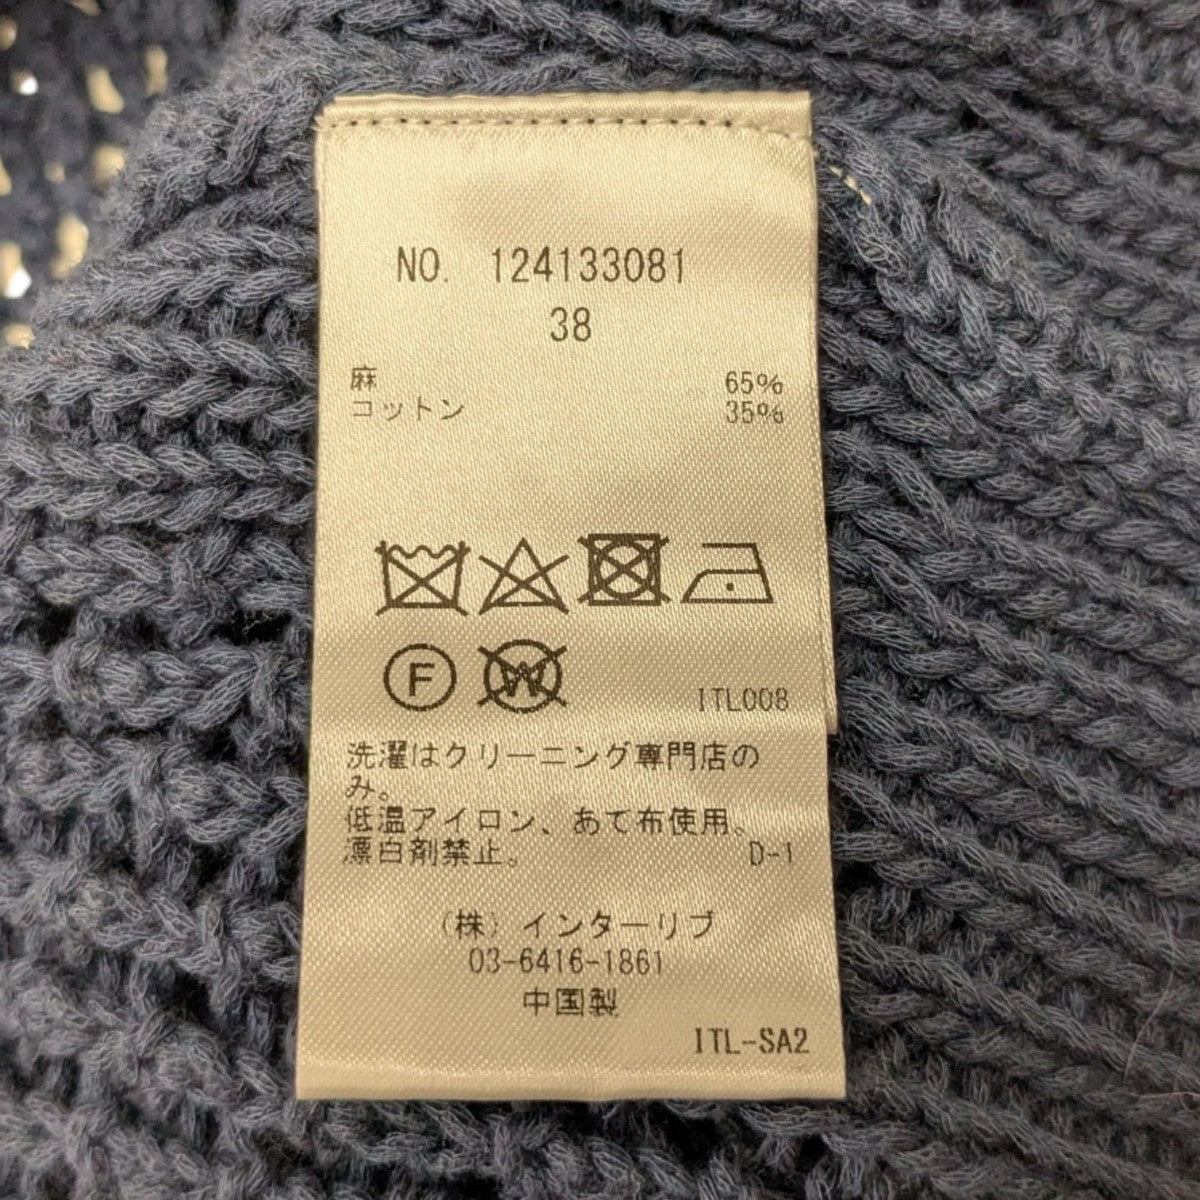 NO. 124133081
38
麻 65%
コットン 35%
F W
ITL008
洗濯はクリーニング専門店の
み。
低温アイロン、あて布使用。
漂白剤禁止。 D-1
（株）インターリブ
03-6416-1861
中国製
ITL-SA2